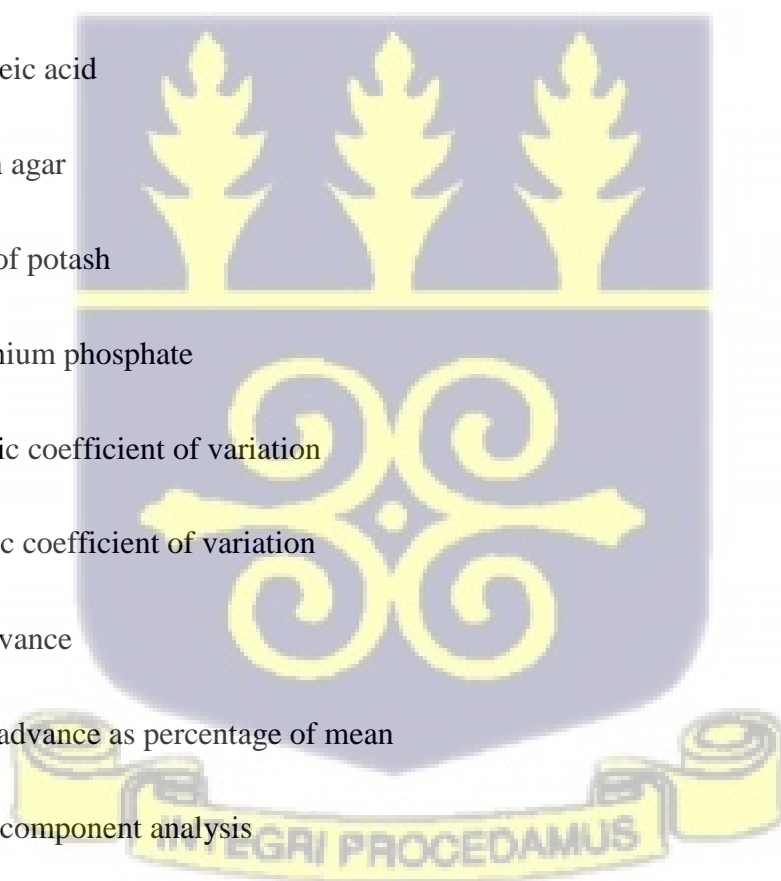 eic acid
agar
of potash
nium phosphate
ic coefficient of variation
c coefficient of variation
vance
advance as percentage of mean
component analysis
INTEGRI PROCEDAMUS